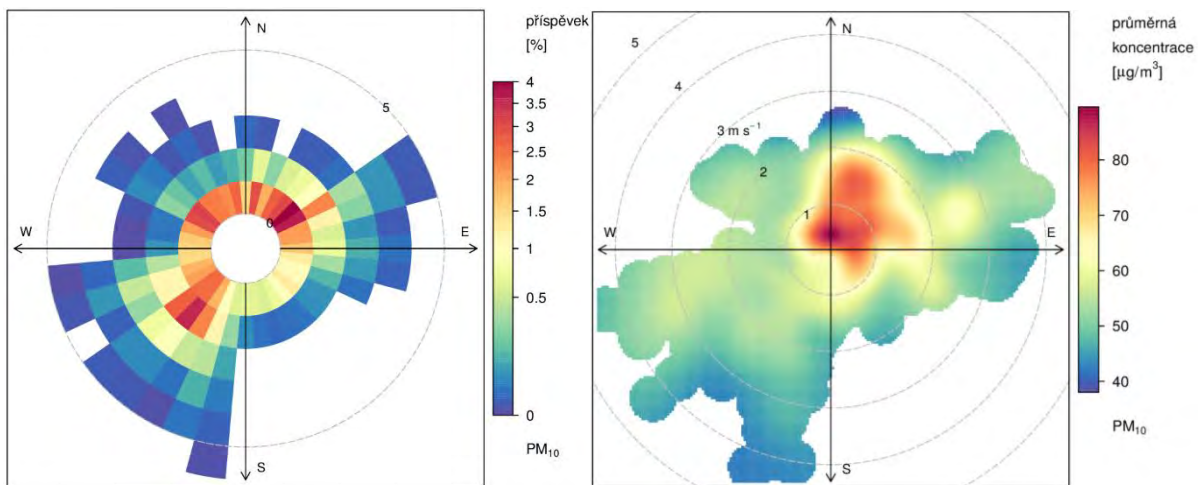 příspěvek
[%]
N
5
0
W
E
S
4
3.5
3
2.5
2
1.5
1
0.5
0
PM10
průměrná
koncentrace
[µg/m³]
5
N
4
3 m s⁻¹
2
1
W
E
S
80
70
60
50
40
PM10